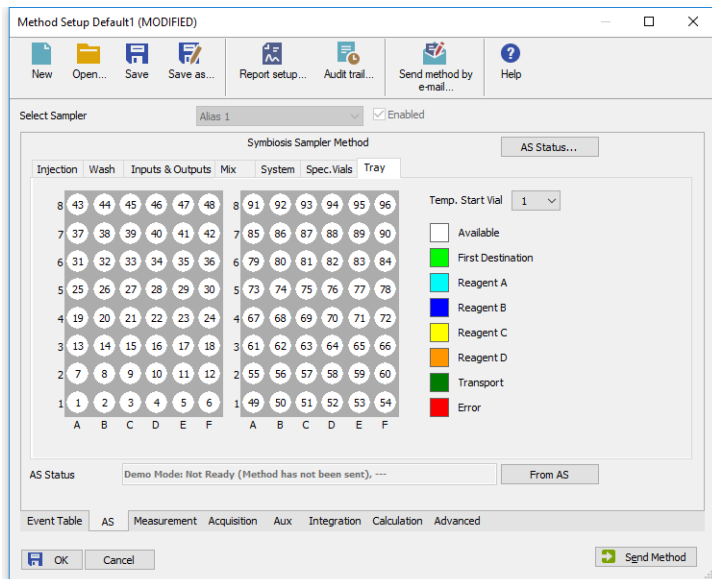 Method Setup Default1 (MODIFIED)
New Open... Save Save as... Report setup... Audit trail... Send method by e-mail... Help
Select Sampler Alias 1 Enabled
Symbiosis Sampler Method AS Status...
Injection Wash Inputs & Outputs Mix System Spec.Vials Tray
8 43 44 45 46 47 48 8 91 92 93 94 95 96 Temp. Start Vial 1
7 37 38 39 40 41 42 7 85 86 87 88 89 90 Available
6 31 32 33 34 35 36 6 79 80 81 82 83 84 First Destination
5 25 26 27 28 29 30 5 73 74 75 76 77 78 Reagent A
4 19 20 21 22 23 24 4 67 68 69 70 71 72 Reagent B
3 13 14 15 16 17 18 3 61 62 63 64 65 66 Reagent C
2 7 8 9 10 11 12 2 55 56 57 58 59 60 Reagent D
1 1 2 3 4 5 6 1 49 50 51 52 53 54 Transport
Error
A B C D E F A B C D E F
AS Status Demo Mode: Not Ready (Method has not been sent), --- From AS
Event Table AS Measurement Acquisition Aux Integration Calculation Advanced
OK Cancel Send Method